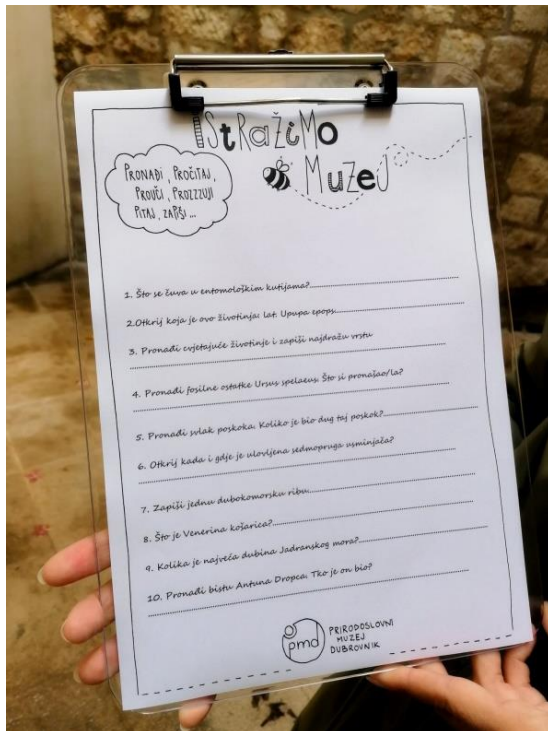 IStRažiMo
MuZeJ
PRONAĐI, PROČITAJ,
PROUČI, PROZZZUJI
PITAJ, ZAPIŠI ...
1. Što se čuva u entomološkim kutijama?
2.Otkrij koja je ovo životinja: lat. Upupa epops
3. Pronađi cvjetajuće životinje i zapiši najdražu vrstu
4. Pronađi fosilne ostatke Ursus spelaeus. Što si pronašao/la?
5. Pronađi svlak poskoka. Koliko je bio dug taj poskok?
6. Otkrij kada i gdje je ulovljena sedmopruga usminjača?
7. Zapiši jednu dubokomorsku ribu
8. Što je Venerina košarica?
9. Kolika je najveća dubina Jadranskog mora?
10. Pronađi bistu Antuna Dropca. Tko je on bio?
pmd
PRIRODOSLOVNI
MUZEJ
DUBROVNIK